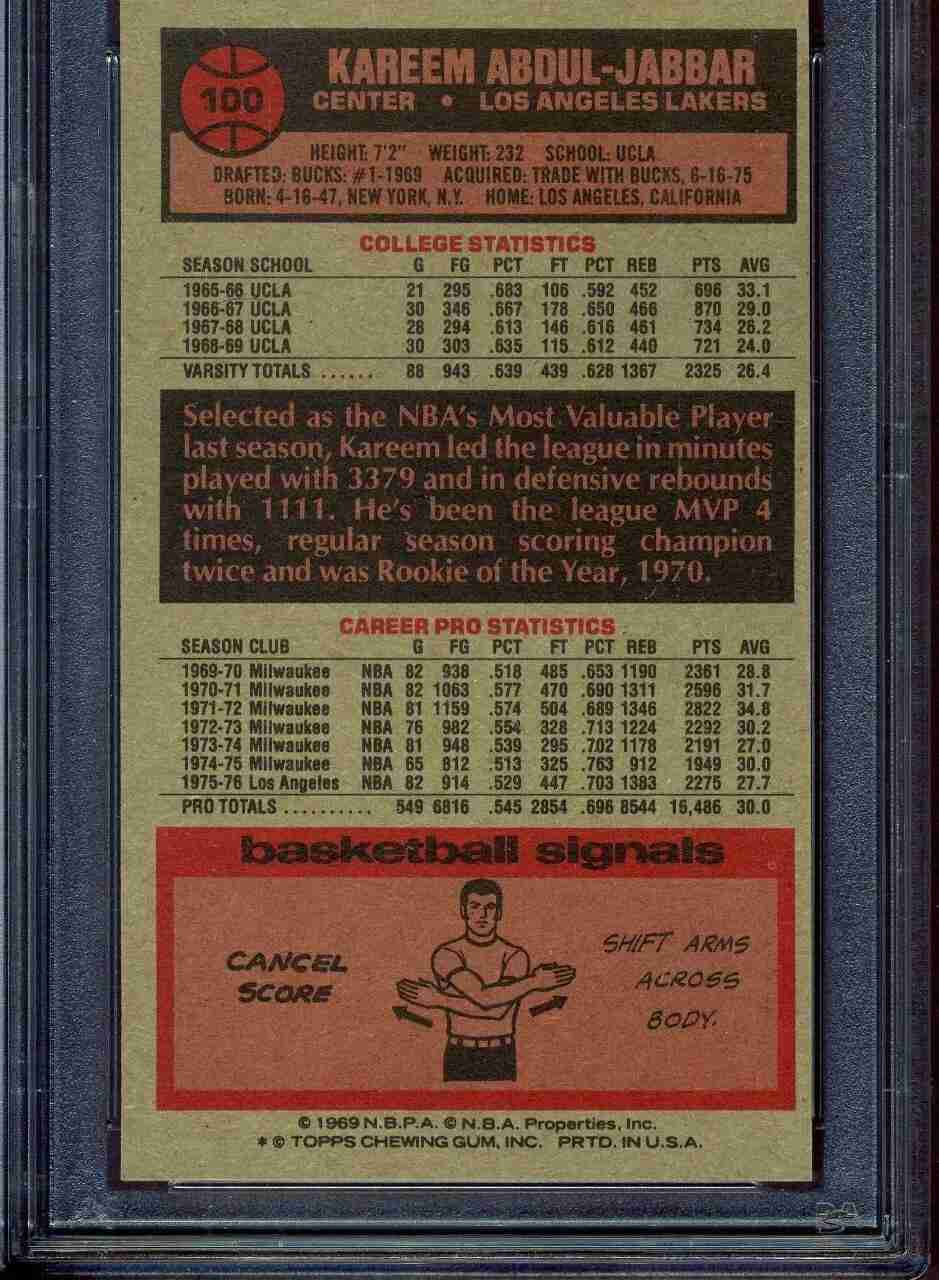 100
KAREEM ABDUL-JABBAR
CENTER • LOS ANGELES LAKERS
HEIGHT: 7'2" WEIGHT: 232 SCHOOL: UCLA
DRAFTED: BUCKS: #1-1969 ACQUIRED: TRADE WITH BUCKS, 6-16-75
BORN: 4-16-47, NEW YORK, N.Y. HOME: LOS ANGELES, CALIFORNIA
COLLEGE STATISTICS
SEASON SCHOOL G FG PCT FT PCT REB PTS AVG
1965-66 UCLA 21 295 .683 106 .592 452 696 33.1
1966-67 UCLA 30 346 .667 178 .650 466 870 29.0
1967-68 UCLA 28 294 .613 146 .616 461 734 26.2
1968-69 UCLA 30 303 .635 115 .612 440 721 24.0
VARSITY TOTALS ...... 88 943 .639 439 .628 1367 2325 26.4
Selected as the NBA's Most Valuable Player
last season, Kareem led the league in minutes
played with 3379 and in defensive rebounds
with 1111. He's been the league MVP 4
times, regular season scoring champion
twice and was Rookie of the Year, 1970.
CAREER PRO STATISTICS
SEASON CLUB G FG PCT FT PCT REB PTS AVG
1969-70 Milwaukee NBA 82 938 .518 485 .653 1190 2361 28.8
1970-71 Milwaukee NBA 82 1063 .577 470 .690 1311 2596 31.7
1971-72 Milwaukee NBA 81 1159 .574 504 .689 1346 2822 34.8
1972-73 Milwaukee NBA 76 982 .554 328 .713 1224 2292 30.2
1973-74 Milwaukee NBA 81 948 .539 295 .702 1178 2191 27.0
1974-75 Milwaukee NBA 65 812 .513 325 .763 912 1949 30.0
1975-76 Los Angeles NBA 82 914 .529 447 .703 1383 2275 27.7
PRO TOTALS .......... 549 6816 .545 2854 .696 8544 16,486 30.0
basketball signals
CANCEL
SCORE
SHIFT ARMS
ACROSS
BODY.
© 1969 N.B.P.A. © N.B.A. Properties, Inc.
* © TOPPS CHEWING GUM, INC. PRTD. IN U.S.A.